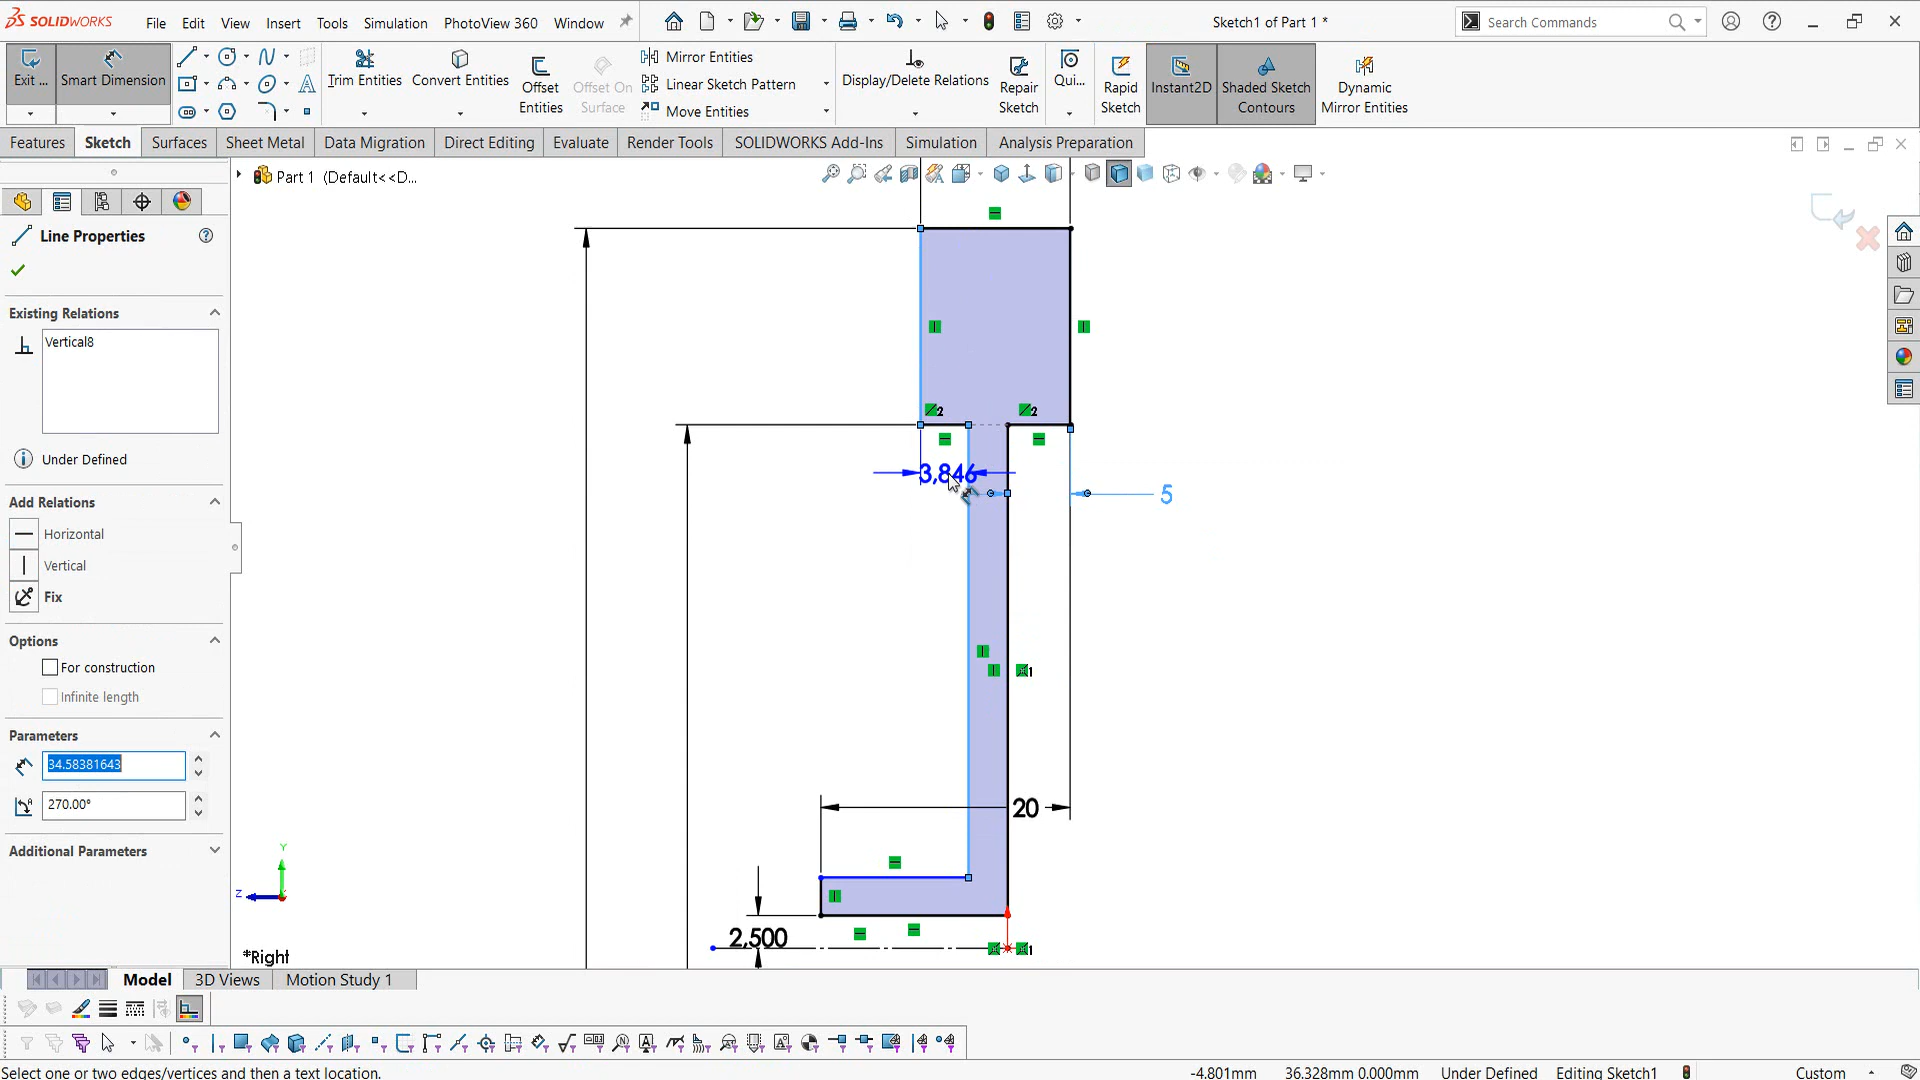 SOLIDWORKS File Edit View Insert Tools Simulation PhotoView 360 Window Sketch1 of Part 1 * Search Commands
Exit ... Smart Dimension Trim Entities Convert Entities Offset Entities Offset On Surface Mirror Entities Linear Sketch Pattern Move Entities Display/Delete Relations Repair Sketch Qui... Rapid Sketch Instant2D Shaded Sketch Contours Dynamic Mirror Entities
Features Sketch Surfaces Sheet Metal Data Migration Direct Editing Evaluate Render Tools SOLIDWORKS Add-Ins Simulation Analysis Preparation
Part 1 (Default<<D...
Line Properties
Existing Relations
Vertical8
Under Defined
Add Relations
Horizontal
Vertical
Fix
Options
For construction
Infinite length
Parameters
34.58381643
270.00°
Additional Parameters
2
2
3,846
5
1
20
2,500
1
Y
Z
*Right
Model 3D Views Motion Study 1
Select one or two edges/vertices and then a text location. -4.801mm 36.328mm 0.000mm Under Defined Editing Sketch1 Custom